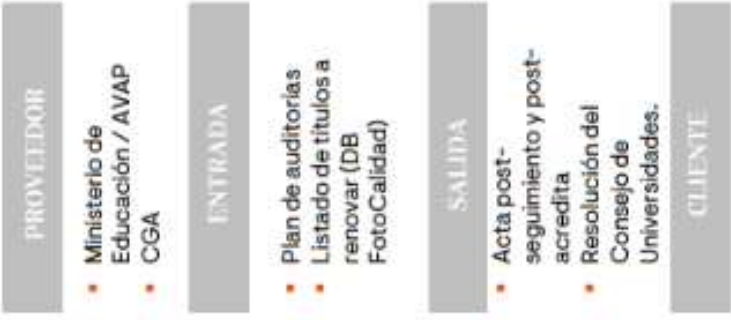 PROVEEDOR
Ministerio de
Educación / AVAP
CGA
ENTRADA
Plan de auditorías
Listado de títulos a
renovar (DB
FotoCalidad)
SALIDA
Acta post-
seguimiento y post-
acredita
Resolución del
Consejo de
Universidades.
CLIENTE